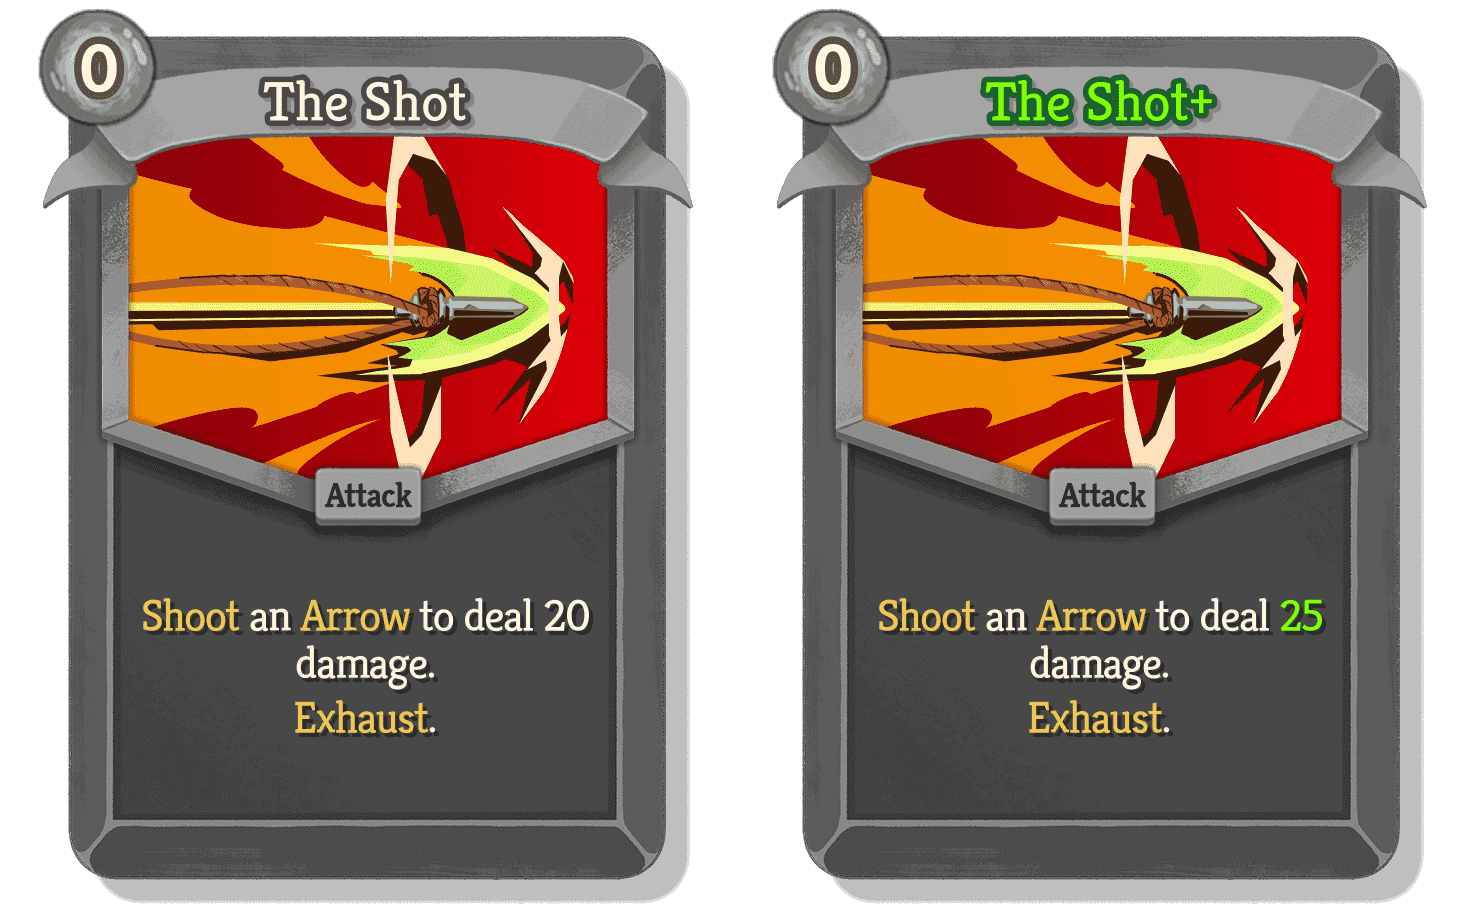 0
The Shot
Attack
Shoot an Arrow to deal 20
damage.
Exhaust.
0
The Shot+
Attack
Shoot an Arrow to deal 25
damage.
Exhaust.